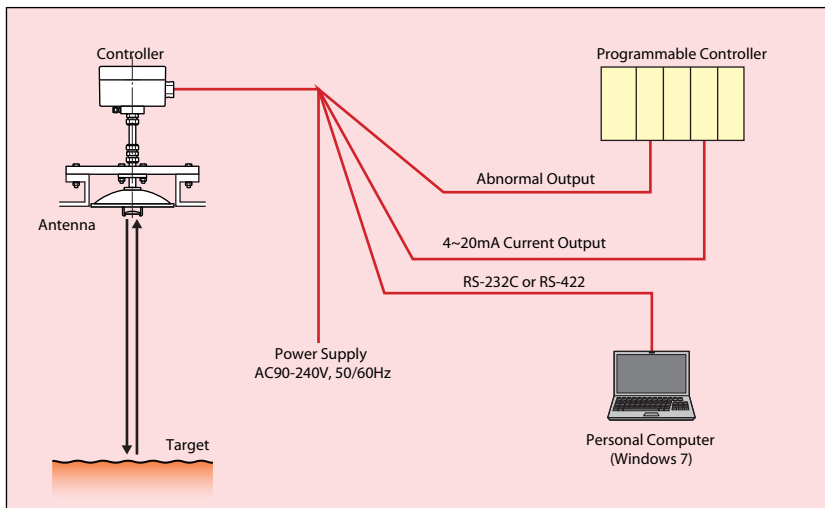 Controller
Programmable Controller
Abnormal Output
Antenna
4~20mA Current Output
RS-232C or RS-422
Power Supply
AC90-240V, 50/60Hz
Target
Personal Computer
(Windows 7)